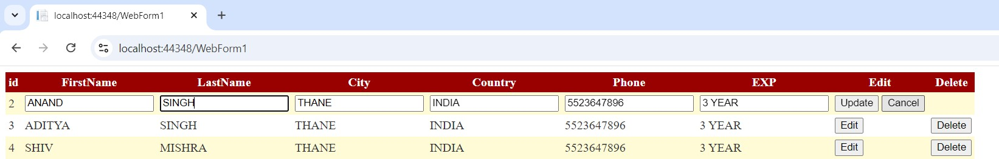 localhost:44348/WebForm1
localhost:44348/WebForm1
id FirstName LastName City Country Phone EXP Edit Delete
2 ANAND SINGH THANE INDIA 5523647896 3 YEAR Update Cancel
3 ADITYA SINGH THANE INDIA 5523647896 3 YEAR Edit Delete
4 SHIV MISHRA THANE INDIA 5523647896 3 YEAR Edit Delete